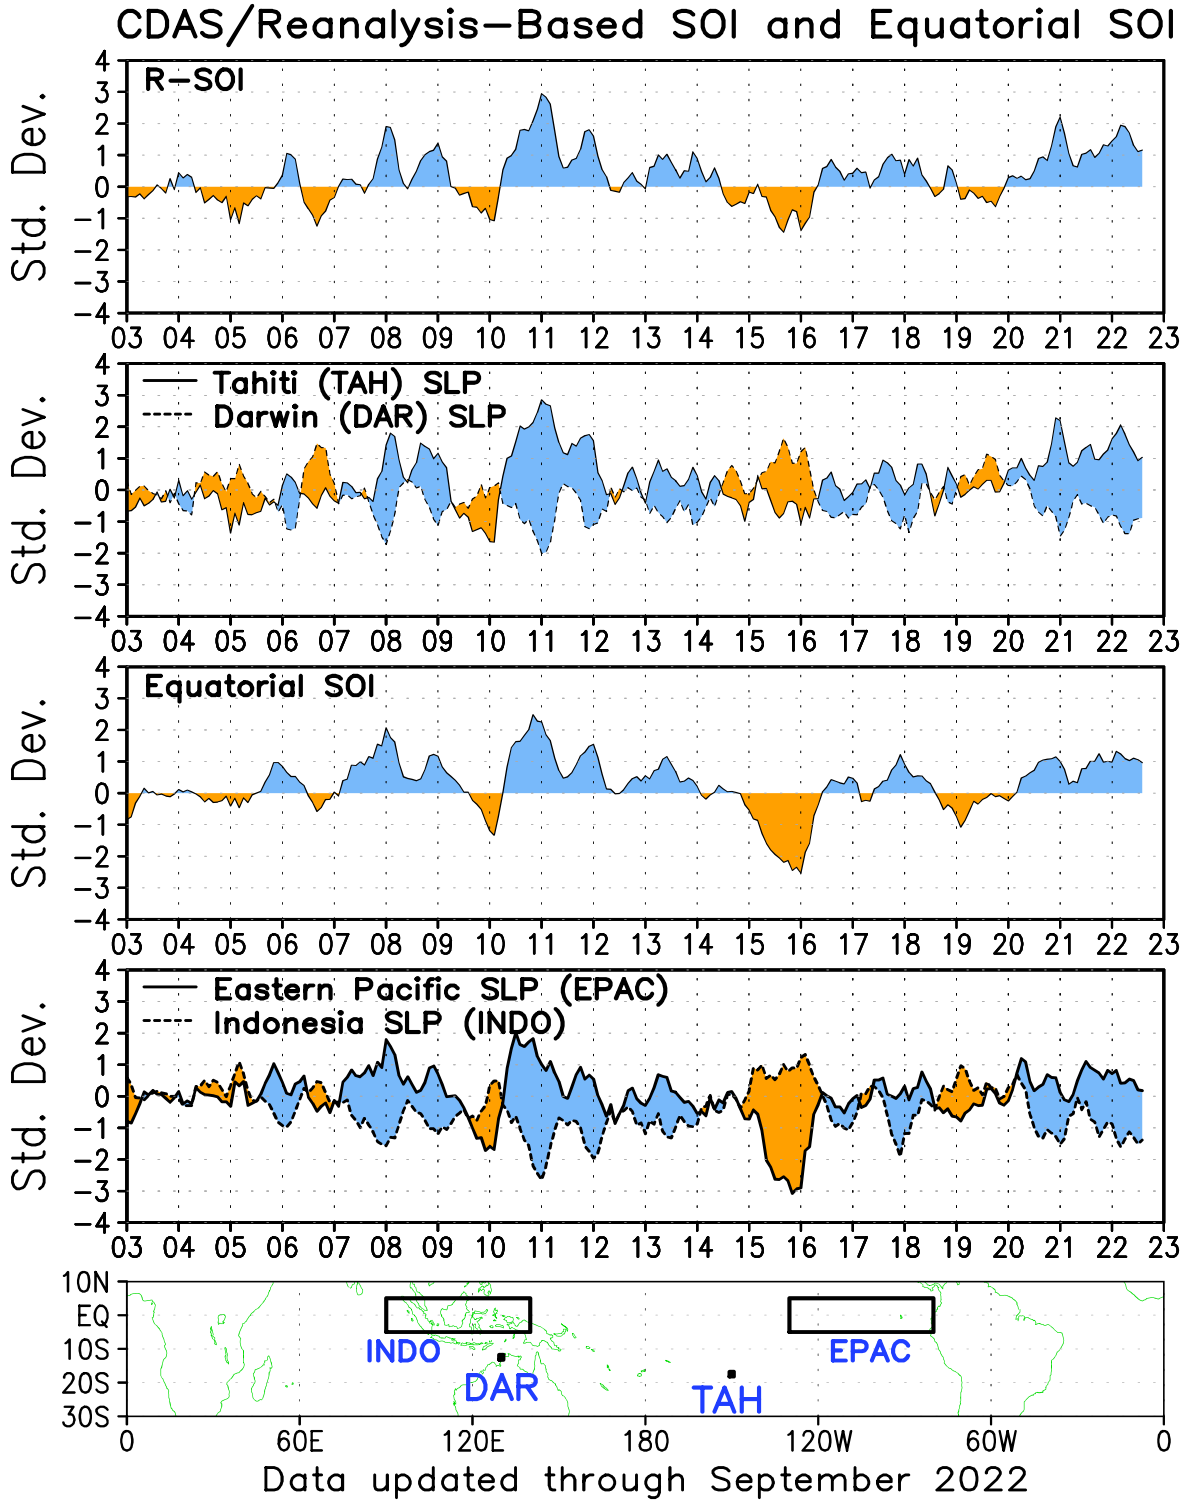 CDAS/Reanalysis-Based SOI and Equatorial SOI
Std. Dev.
R-SOI
4
3
2
1
0
-1
-2
-3
-4
03 04 05 06 07 08 09 10 11 12 13 14 15 16 17 18 19 20 21 22 23
Std. Dev.
Tahiti (TAH) SLP
Darwin (DAR) SLP
4
3
2
1
0
-1
-2
-3
-4
03 04 05 06 07 08 09 10 11 12 13 14 15 16 17 18 19 20 21 22 23
Std. Dev.
Equatorial SOI
4
3
2
1
0
-1
-2
-3
-4
03 04 05 06 07 08 09 10 11 12 13 14 15 16 17 18 19 20 21 22 23
Std. Dev.
Eastern Pacific SLP (EPAC)
Indonesia SLP (INDO)
4
3
2
1
0
-1
-2
-3
-4
03 04 05 06 07 08 09 10 11 12 13 14 15 16 17 18 19 20 21 22 23
10N
EQ
10S
20S
30S
INDO
EPAC
DAR
TAH
0 60E 120E 180 120W 60W 0
Data updated through September 2022